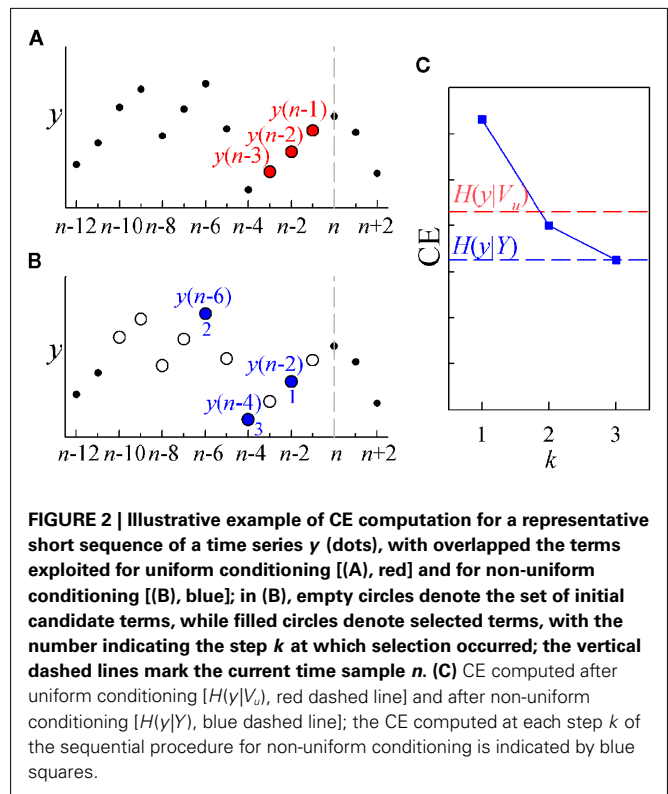 A
y
y(n-1)
y(n-2)
y(n-3)
n-12 n-10 n-8 n-6 n-4 n-2 n n+2
B
y
y(n-6)
2
y(n-2)
1
y(n-4)
3
n-12 n-10 n-8 n-6 n-4 n-2 n n+2
C
CE
H(y|Vu)
H(y|Y)
1 2 3
k
FIGURE 2 | Illustrative example of CE computation for a representative
short sequence of a time series y (dots), with overlapped the terms
exploited for uniform conditioning [(A), red] and for non-uniform
conditioning [(B), blue]; in (B), empty circles denote the set of initial
candidate terms, while filled circles denote selected terms, with the
number indicating the step k at which selection occurred; the vertical
dashed lines mark the current time sample n. (C) CE computed after
uniform conditioning [H(y|Vu), red dashed line] and after non-uniform
conditioning [H(y|Y), blue dashed line]; the CE computed at each step k of
the sequential procedure for non-uniform conditioning is indicated by blue
squares.